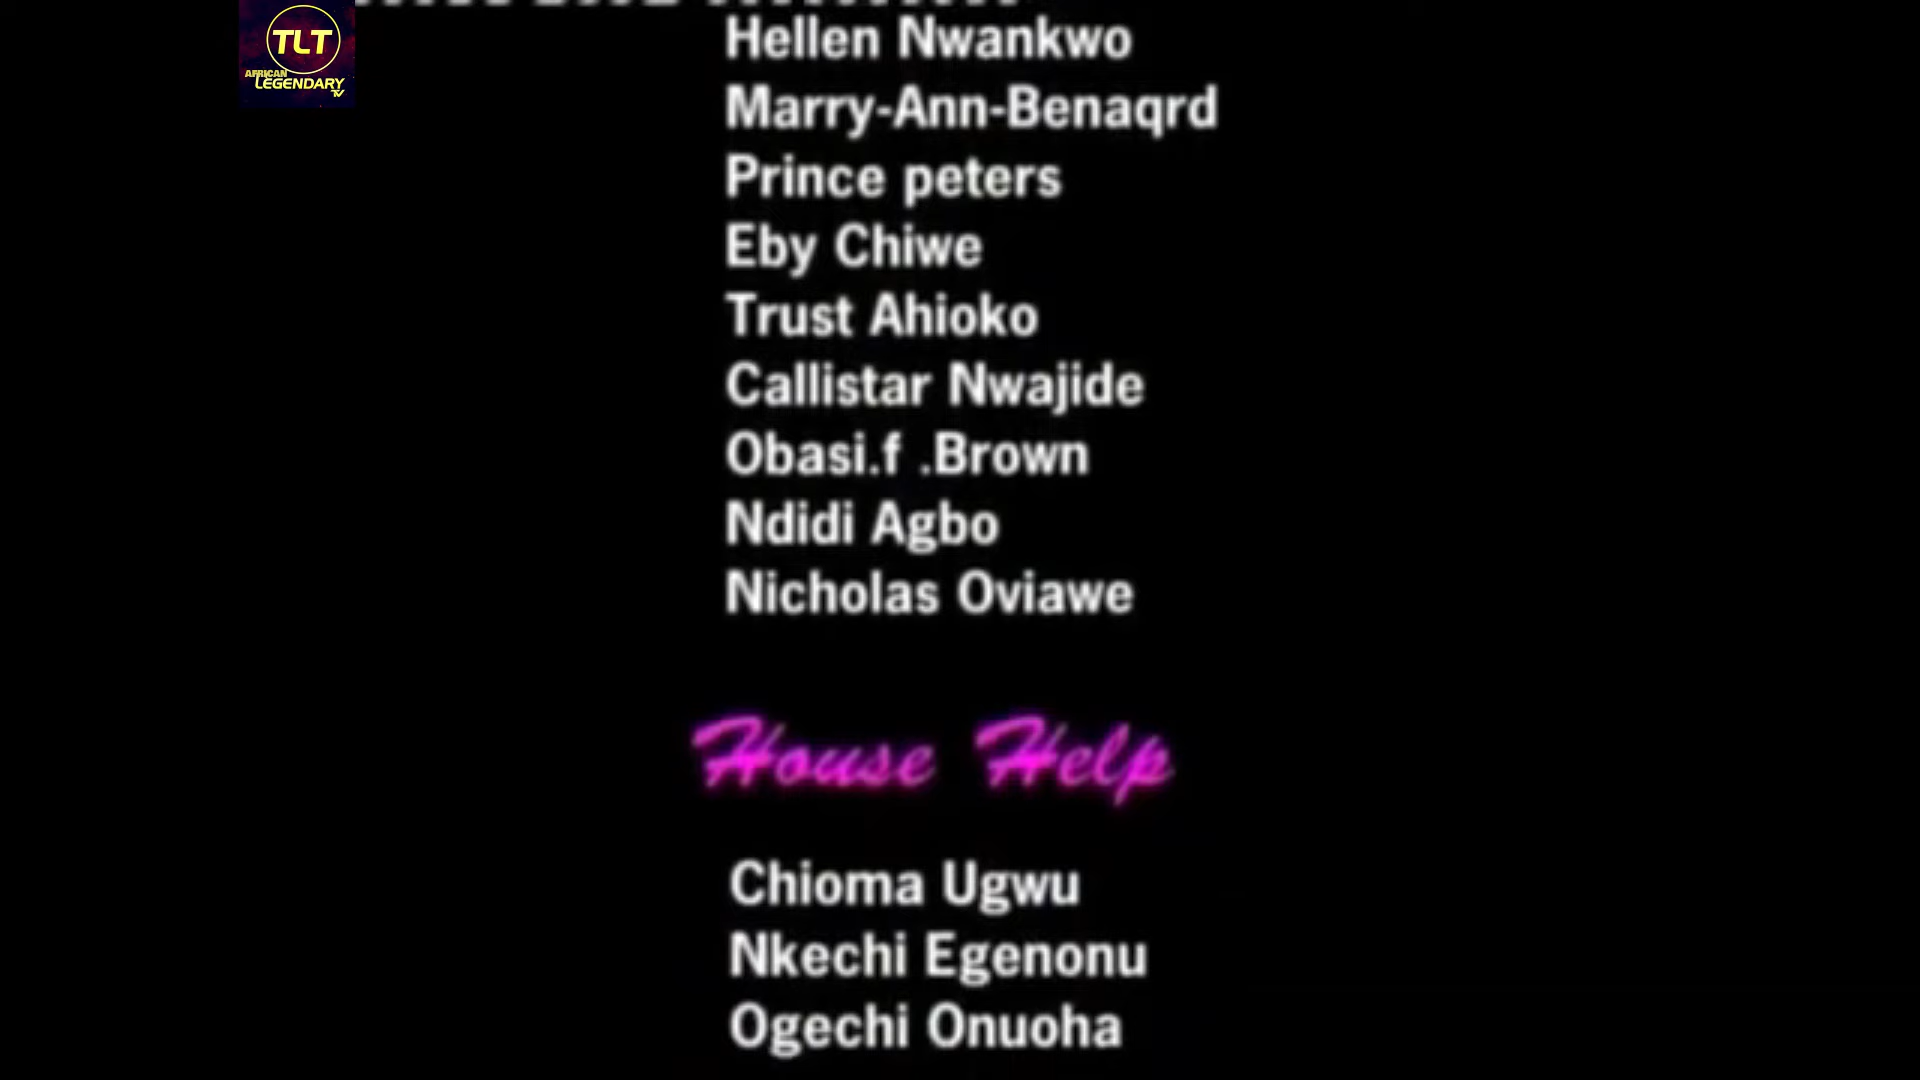 TLT
AFRICAN
LEGENDARY
TV
Hellen Nwankwo
Marry-Ann-Benaqrd
Prince peters
Eby Chiwe
Trust Ahioko
Callistar Nwajide
Obasi.f .Brown
Ndidi Agbo
Nicholas Oviawe
House Help
Chioma Ugwu
Nkechi Egenonu
Ogechi Onuoha